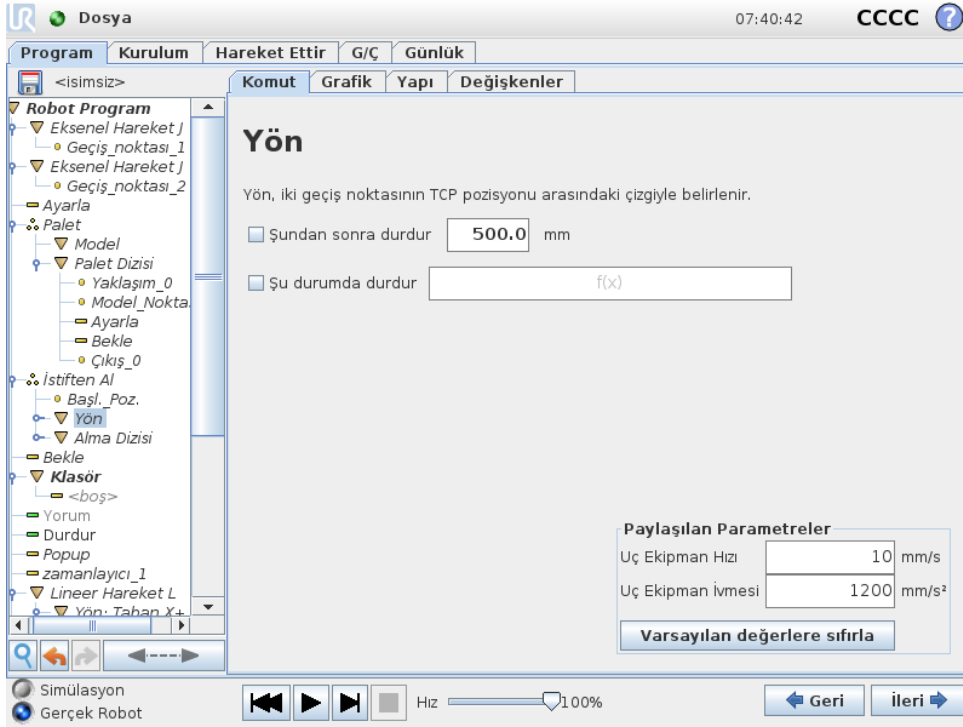 UR Dosya 07:40:42 CCCC ?
Program Kurulum Hareket Ettir G/Ç Günlük
<isimsiz>
Komut Grafik Yapı Değişkenler
Robot Program
Eksenel Hareket J
Geçiş_noktası_1
Eksenel Hareket J
Geçiş_noktası_2
Ayarla
Palet
Model
Palet Dizisi
Yaklaşım_0
Model_Nokta.
Ayarla
Bekle
Çıkış_0
İstiften Al
Başl._Poz.
Yön
Alma Dizisi
Bekle
Klasör
<boş>
Yorum
Durdur
Popup
zamanlayıcı_1
Lineer Hareket L
Yön: Taban X+
Yön
Yön, iki geçiş noktasının TCP pozisyonu arasındaki çizgiyle belirlenir.
Şundan sonra durdur 500.0 mm
Şu durumda durdur f(x)
Paylaşılan Parametreler
Uç Ekipman Hızı 10 mm/s
Uç Ekipman İvmesi 1200 mm/s²
Varsayılan değerlere sıfırla
Simülasyon
Gerçek Robot
Hız 100%
Geri İleri